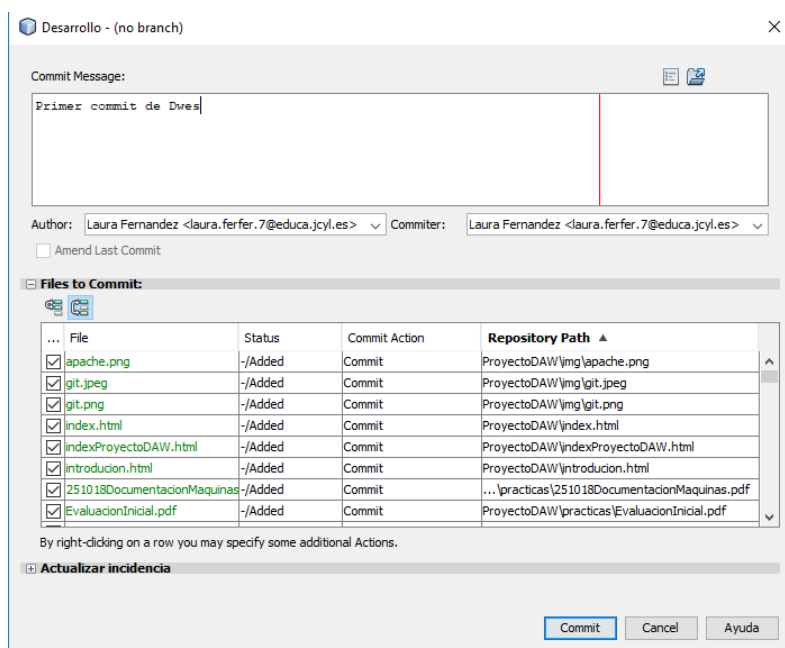 Desarrollo - (no branch)
Commit Message:
Primer commit de Dwes
Author: Laura Fernandez <laura.ferfer.7@educa.jcyl.es> Commiter: Laura Fernandez <laura.ferfer.7@educa.jcyl.es>
Amend Last Commit
Files to Commit:
... File Status Commit Action Repository Path ▲
apache.png -/Added Commit ProyectoDAW\img\apache.png
git.jpeg -/Added Commit ProyectoDAW\img\git.jpeg
git.png -/Added Commit ProyectoDAW\img\git.png
index.html -/Added Commit ProyectoDAW\index.html
indexProyectoDAW.html -/Added Commit ProyectoDAW\indexProyectoDAW.html
introducion.html -/Added Commit ProyectoDAW\introducion.html
251018DocumentacionMaquinas -/Added Commit ...\practicas\251018DocumentacionMaquinas.pdf
EvaluacionInicial.pdf -/Added Commit ProyectoDAW\practicas\EvaluacionInicial.pdf
By right-clicking on a row you may specify some additional Actions.
Actualizar incidencia
Commit Cancel Ayuda